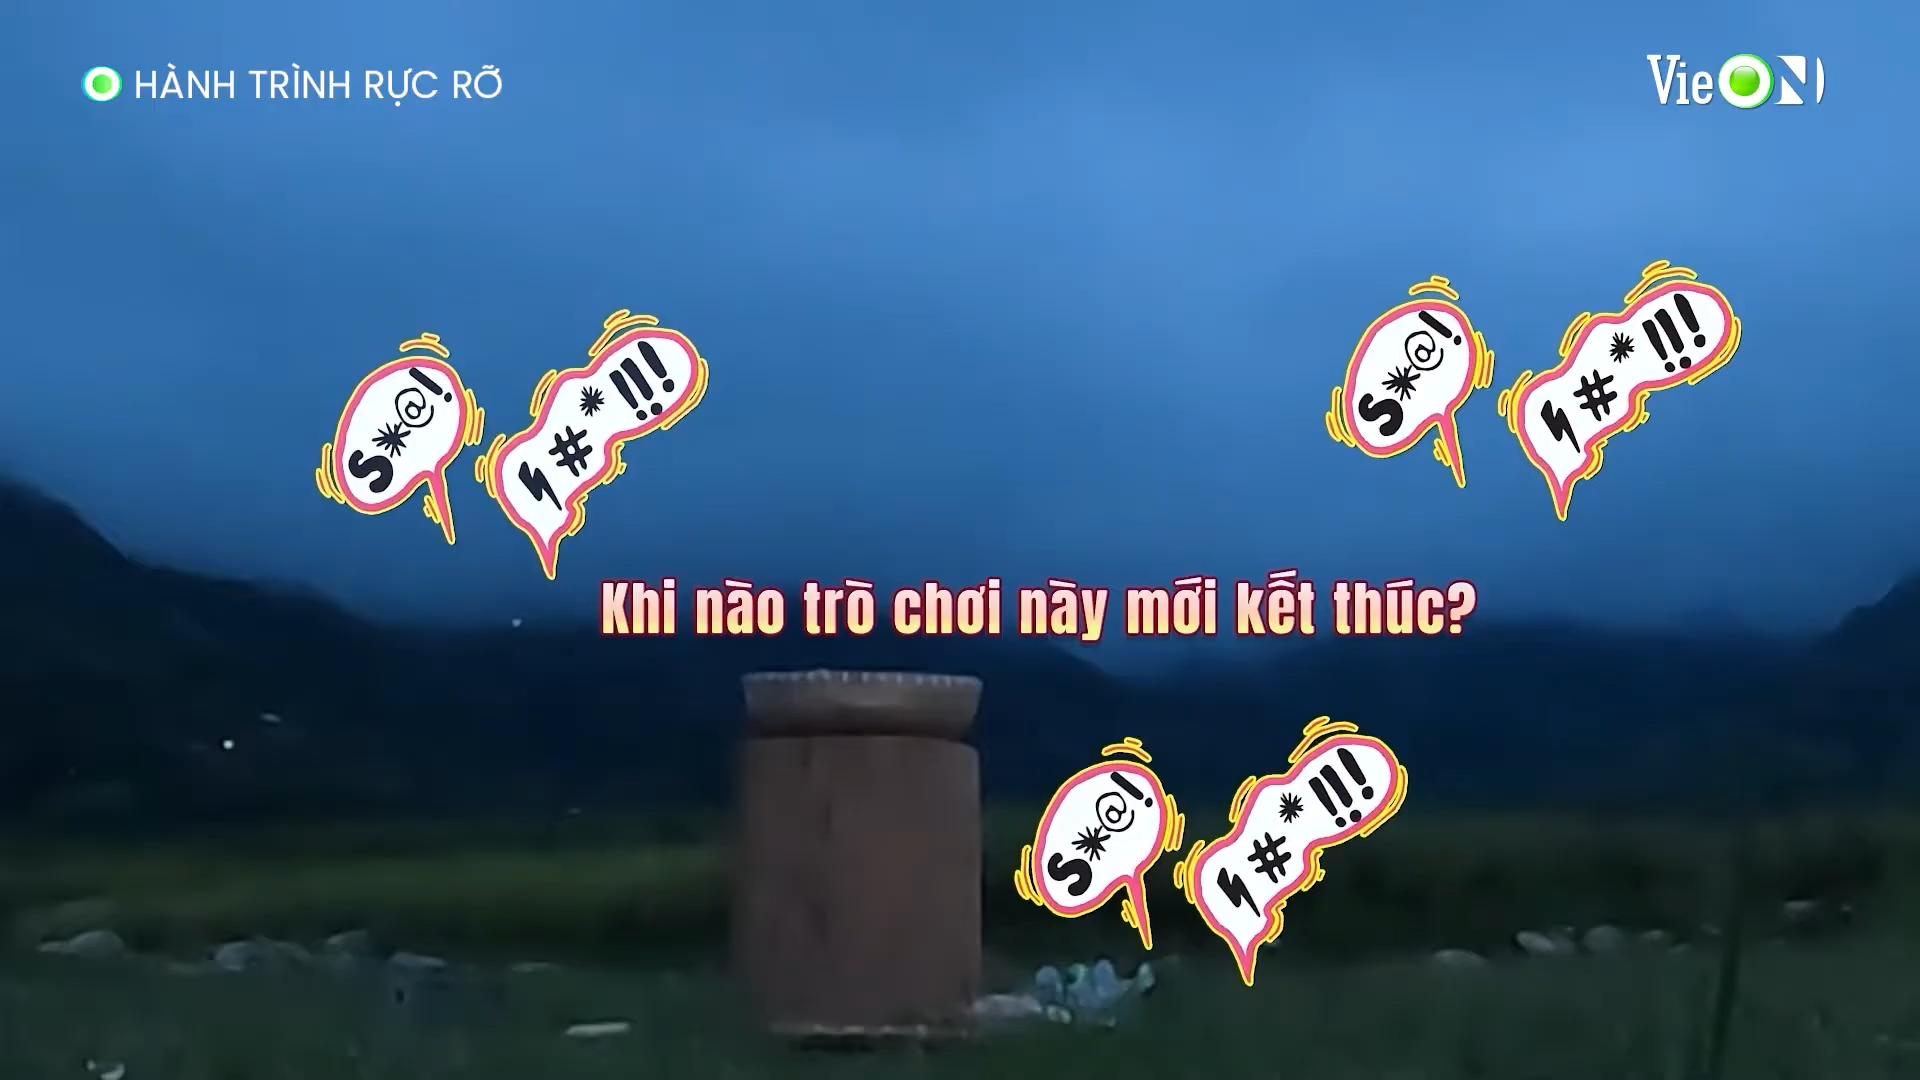 HÀNH TRÌNH RỰC RỠ
VieON
S*@!
⚡#*!!!
S*@!
⚡#*!!!
Khi nào trò chơi này mới kết thúc?
S*@!
⚡#*!!!